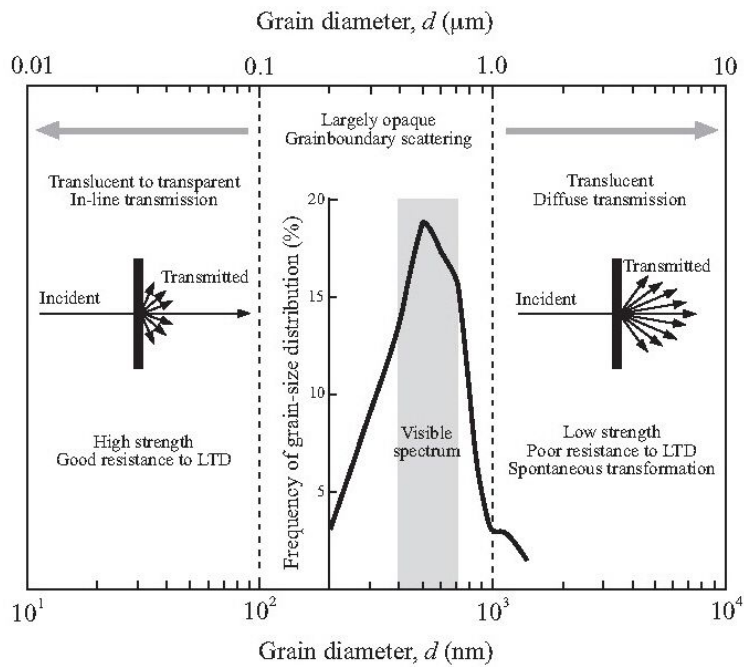 Grain diameter, d (μm)
0.01 0.1 1.0 10
Largely opaque
Grainboundary scattering
Translucent to transparent
In-line transmission
Translucent
Diffuse transmission
Frequency of grain-size distribution (%)
20
15
10
5
Incident
Transmitted
Incident
Transmitted
Visible
spectrum
High strength
Good resistance to LTD
Low strength
Poor resistance to LTD
Spontaneous transformation
10¹ 10² 10³ 10⁴
Grain diameter, d (nm)